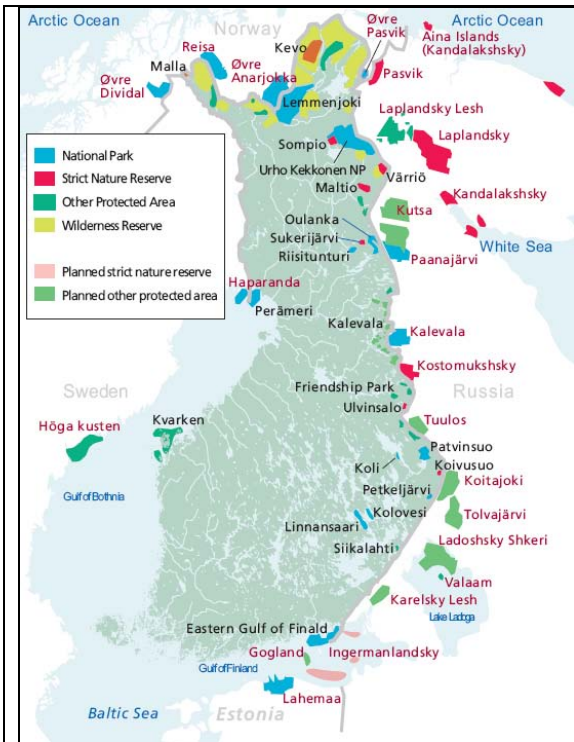 Arctic Ocean
Norway
Arctic Ocean
Øvre
Pasvik
Aina Islands
(Kandalakshsky)
Reisa
Kevo
Malla
Øvre
Anarjokka
Pasvik
Øvre
Dividal
Lemmenjoki
Laplandsky Lesh
Laplandsky
Sompio
Urho Kekkonen NP
Värriö
Maltio
Kandalakshsky
National Park
Strict Nature Reserve
Other Protected Area
Wilderness Reserve
Planned strict nature reserve
Planned other protected area
Kutsa
Oulanka
Sukerijärvi
Riisitunturi
White Sea
Paanajärvi
Haparanda
Perämeri
Kalevala
Kalevala
Kostomukshsky
Sweden
Friendship Park
Russia
Ulvinsalo
Höga kusten
Kvarken
Tuulos
Patvinsuo
Koli
Koivusuo
Koitajoki
Gulf of Bothnia
Petkeljärvi
Kolovesi
Linnansaari
Tolvajärvi
Siikalahti
Ladoshsky Shkeri
Valaam
Karelsky Lesh
Lake Ladoga
Eastern Gulf of Finald
Gogland
Ingermanlandsky
Gulf of Finland
Lahemaa
Baltic Sea
Estonia